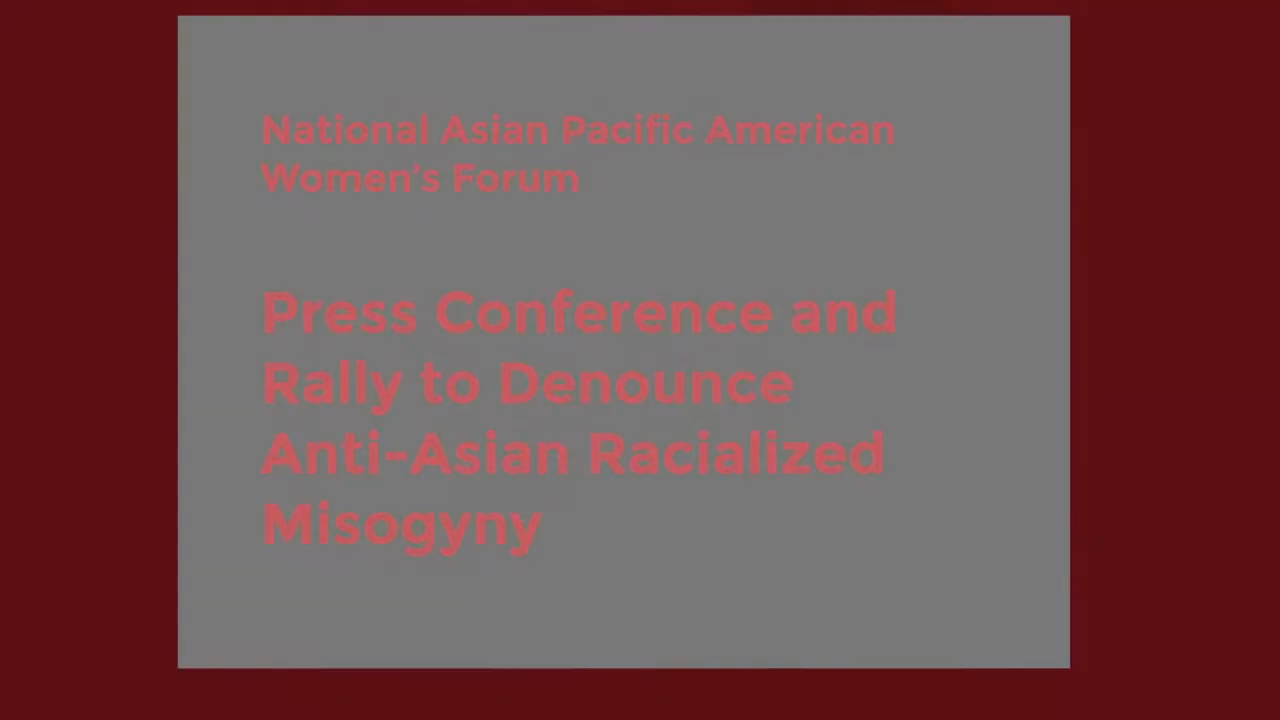 National Asian Pacific American
Women's Forum
Press Conference and
Rally to Denounce
Anti-Asian Racialized
Misogyny